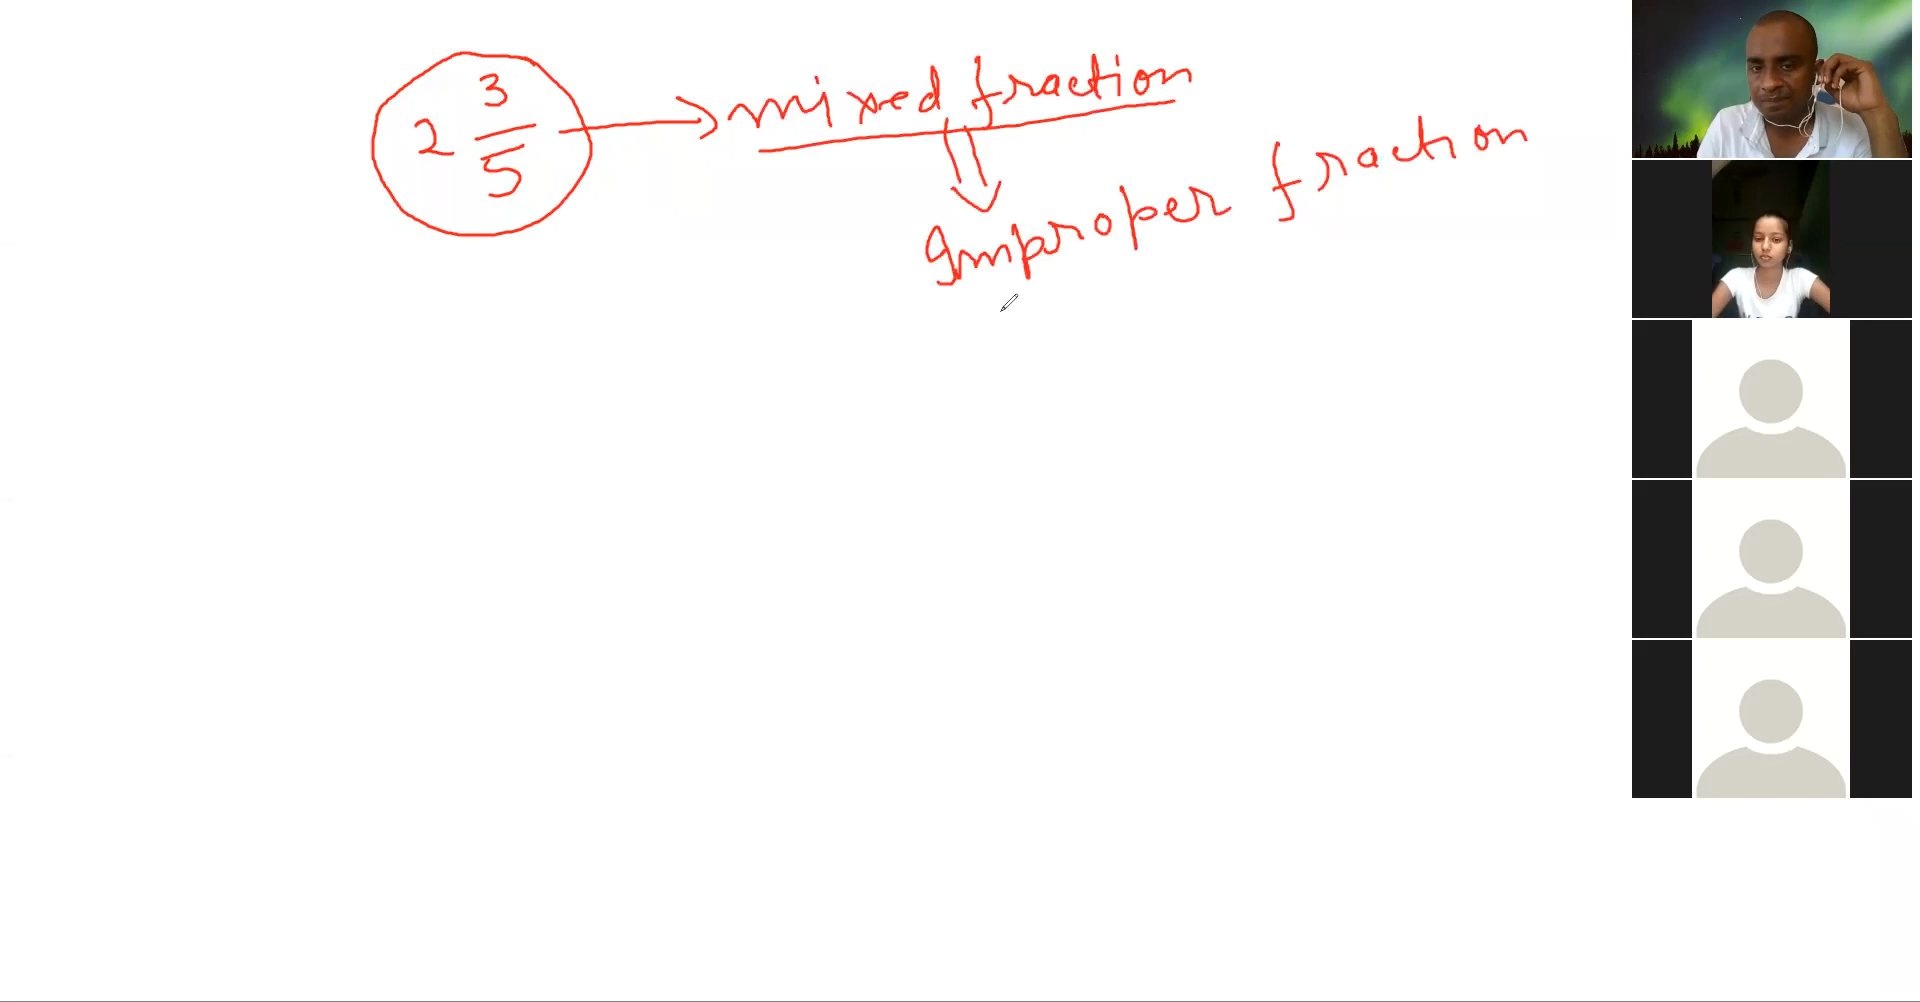 2 3/5 → mixed fraction
Improper fraction